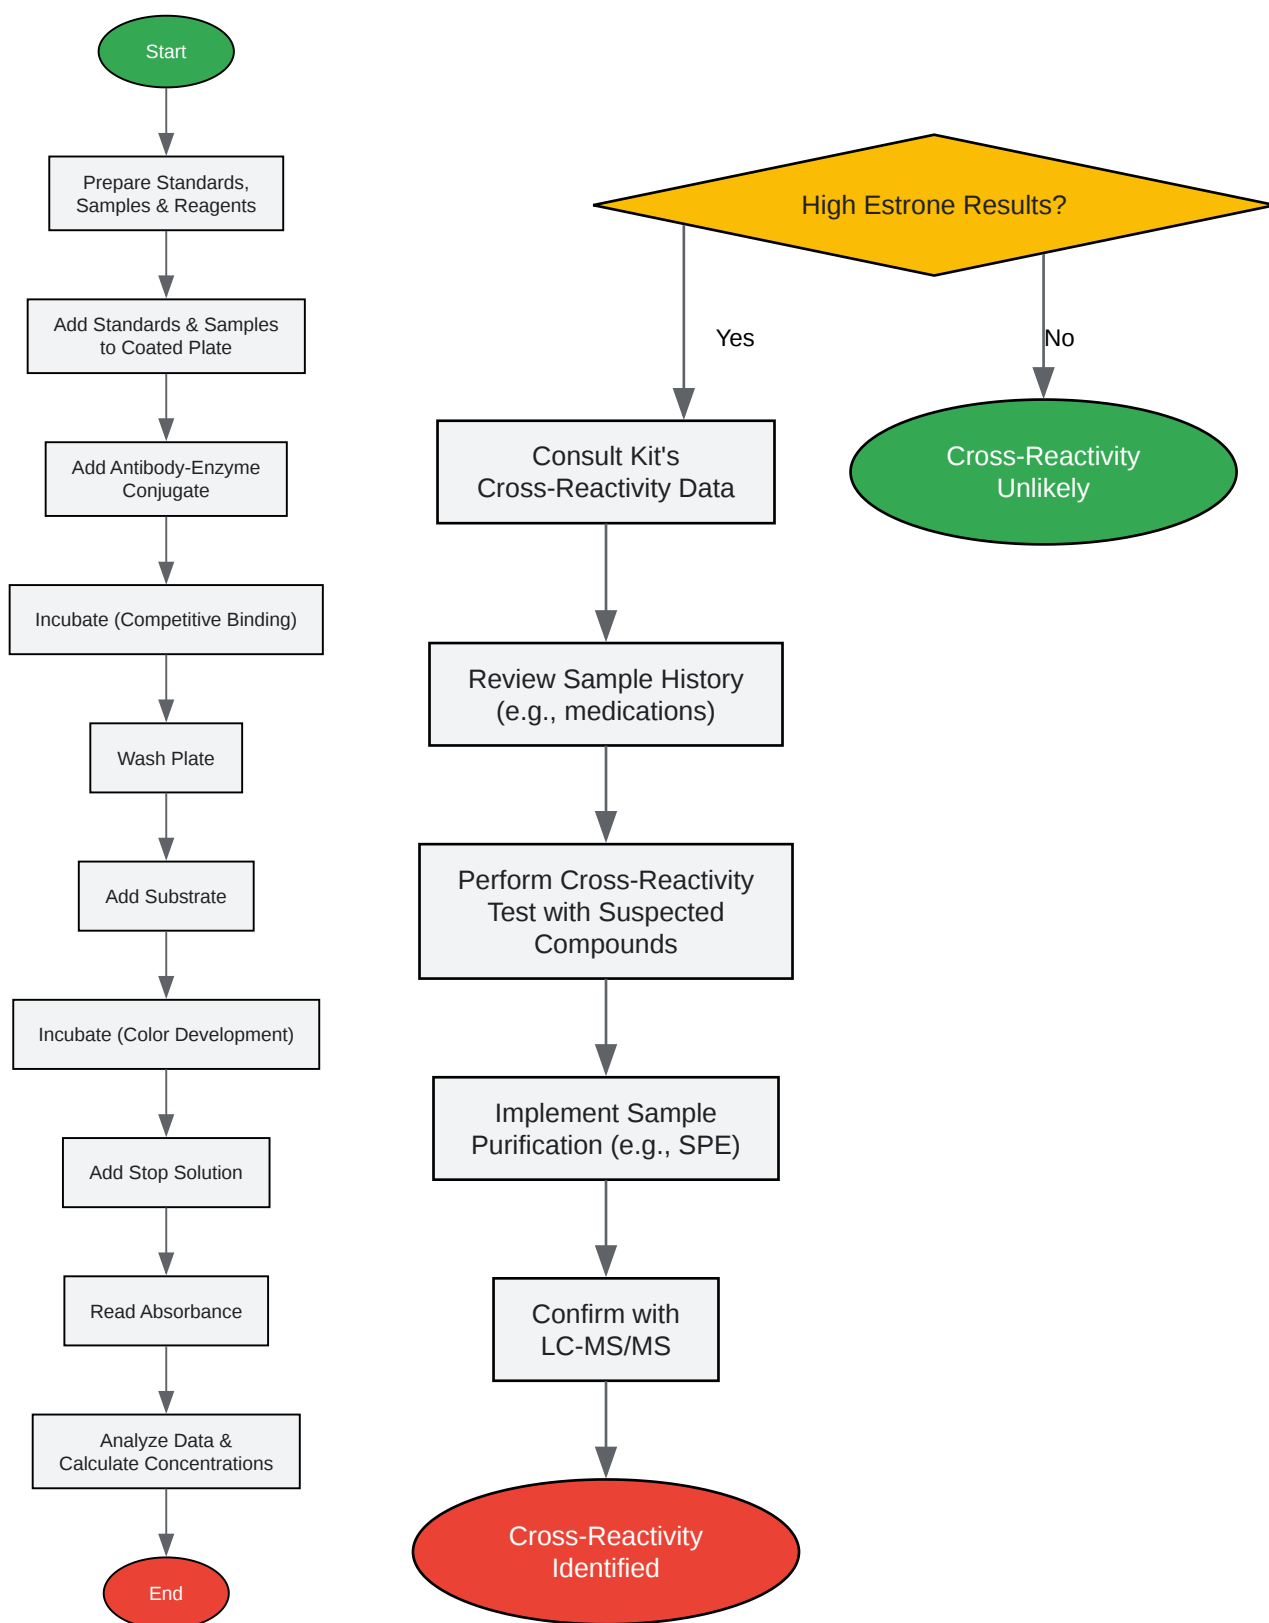 Start
Prepare Standards,
Samples & Reagents
Add Standards & Samples
to Coated Plate
Add Antibody-Enzyme
Conjugate
Incubate (Competitive Binding)
Wash Plate
Add Substrate
Incubate (Color Development)
Add Stop Solution
Read Absorbance
Analyze Data &
Calculate Concentrations
End
High Estrone Results?
Yes
No
Consult Kit's
Cross-Reactivity Data
Cross-Reactivity
Unlikely
Review Sample History
(e.g., medications)
Perform Cross-Reactivity
Test with Suspected
Compounds
Implement Sample
Purification (e.g., SPE)
Confirm with
LC-MS/MS
Cross-Reactivity
Identified